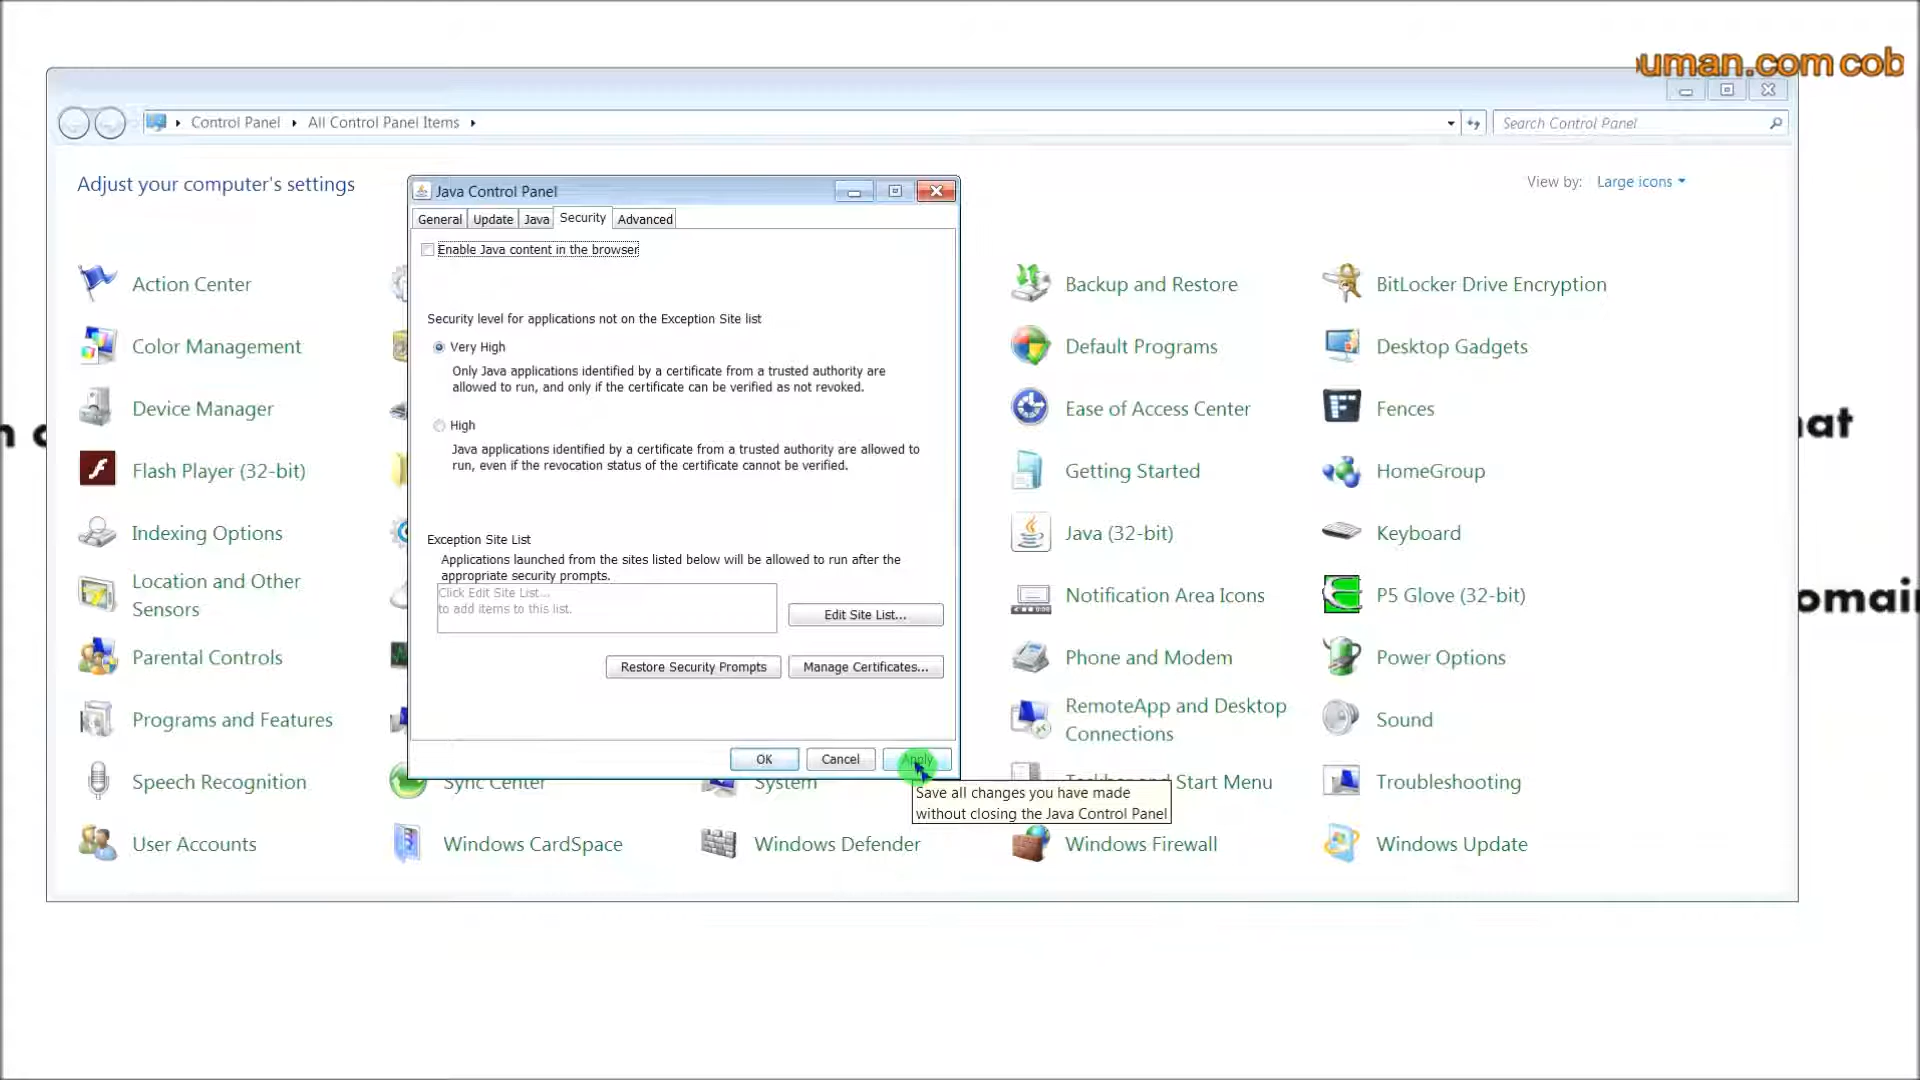 uman.com cob
Control Panel
All Control Panel Items
Search Control Panel
Adjust your computer's settings
View by: Large icons
Java Control Panel
General
Update
Java
Security
Advanced
Enable Java content in the browser
Security level for applications not on the Exception Site list
Very High
Only Java applications identified by a certificate from a trusted authority are
allowed to run, and only if the certificate can be verified as not revoked.
High
Java applications identified by a certificate from a trusted authority are allowed to
run, even if the revocation status of the certificate cannot be verified.
Exception Site List
Applications launched from the sites listed below will be allowed to run after the
appropriate security prompts.
Click Edit Site List...
to add items to this list.
Edit Site List...
Restore Security Prompts
Manage Certificates...
OK
Cancel
Apply
Save all changes you have made
without closing the Java Control Panel
Action Center
Backup and Restore
BitLocker Drive Encryption
Color Management
Default Programs
Desktop Gadgets
Device Manager
Ease of Access Center
Fences
Flash Player (32-bit)
Getting Started
HomeGroup
Indexing Options
Java (32-bit)
Keyboard
Location and Other
Sensors
Notification Area Icons
P5 Glove (32-bit)
Parental Controls
Phone and Modem
Power Options
Programs and Features
RemoteApp and Desktop
Connections
Sound
Speech Recognition
Sync Center
System
Start Menu
Troubleshooting
User Accounts
Windows CardSpace
Windows Defender
Windows Firewall
Windows Update